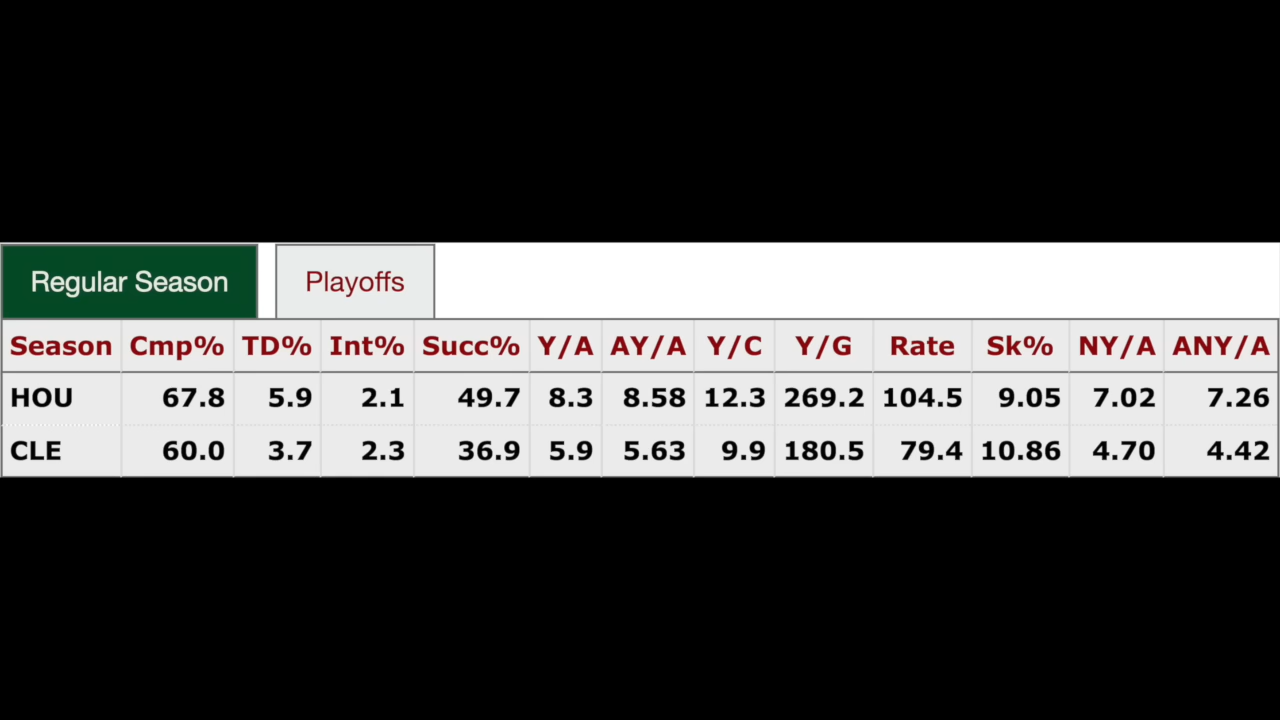 Regular Season Playoffs
Season Cmp% TD% Int% Succ% Y/A AY/A Y/C Y/G Rate Sk% NY/A ANY/A
HOU 67.8 5.9 2.1 49.7 8.3 8.58 12.3 269.2 104.5 9.05 7.02 7.26
CLE 60.0 3.7 2.3 36.9 5.9 5.63 9.9 180.5 79.4 10.86 4.70 4.42